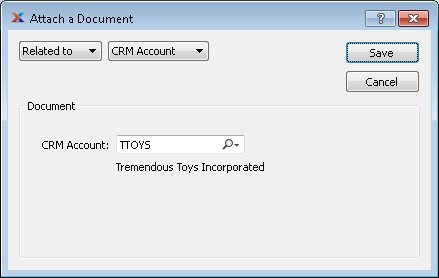 Attach a Document
?
Related to CRM Account Save
Cancel
Document
CRM Account: TTOYS
Tremendous Toys Incorporated